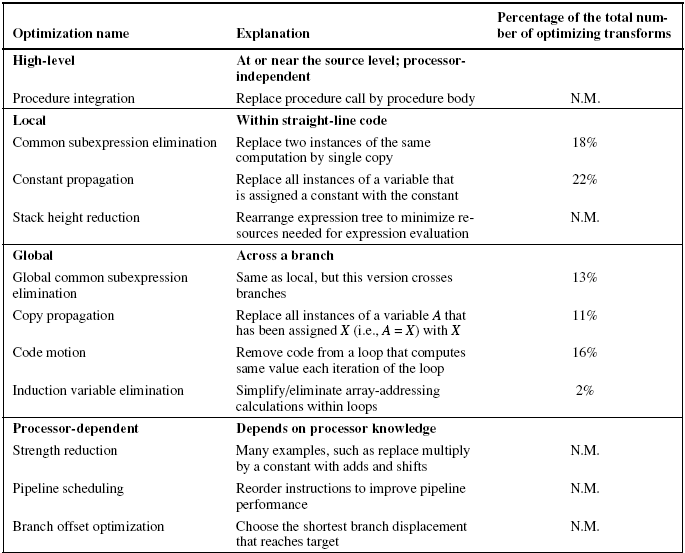 Percentage of the total num-
Optimization name Explanation ber of optimizing transforms
High-level At or near the source level; processor-
independent
Procedure integration Replace procedure call by procedure body N.M.
Local Within straight-line code
Common subexpression elimination Replace two instances of the same 18%
computation by single copy
Constant propagation Replace all instances of a variable that 22%
is assigned a constant with the constant
Stack height reduction Rearrange expression tree to minimize re- N.M.
sources needed for expression evaluation
Global Across a branch
Global common subexpression Same as local, but this version crosses 13%
elimination branches
Copy propagation Replace all instances of a variable A that 11%
has been assigned X (i.e., A = X) with X
Code motion Remove code from a loop that computes 16%
same value each iteration of the loop
Induction variable elimination Simplify/eliminate array-addressing 2%
calculations within loops
Processor-dependent Depends on processor knowledge
Strength reduction Many examples, such as replace multiply N.M.
by a constant with adds and shifts
Pipeline scheduling Reorder instructions to improve pipeline N.M.
performance
Branch offset optimization Choose the shortest branch displacement N.M.
that reaches target